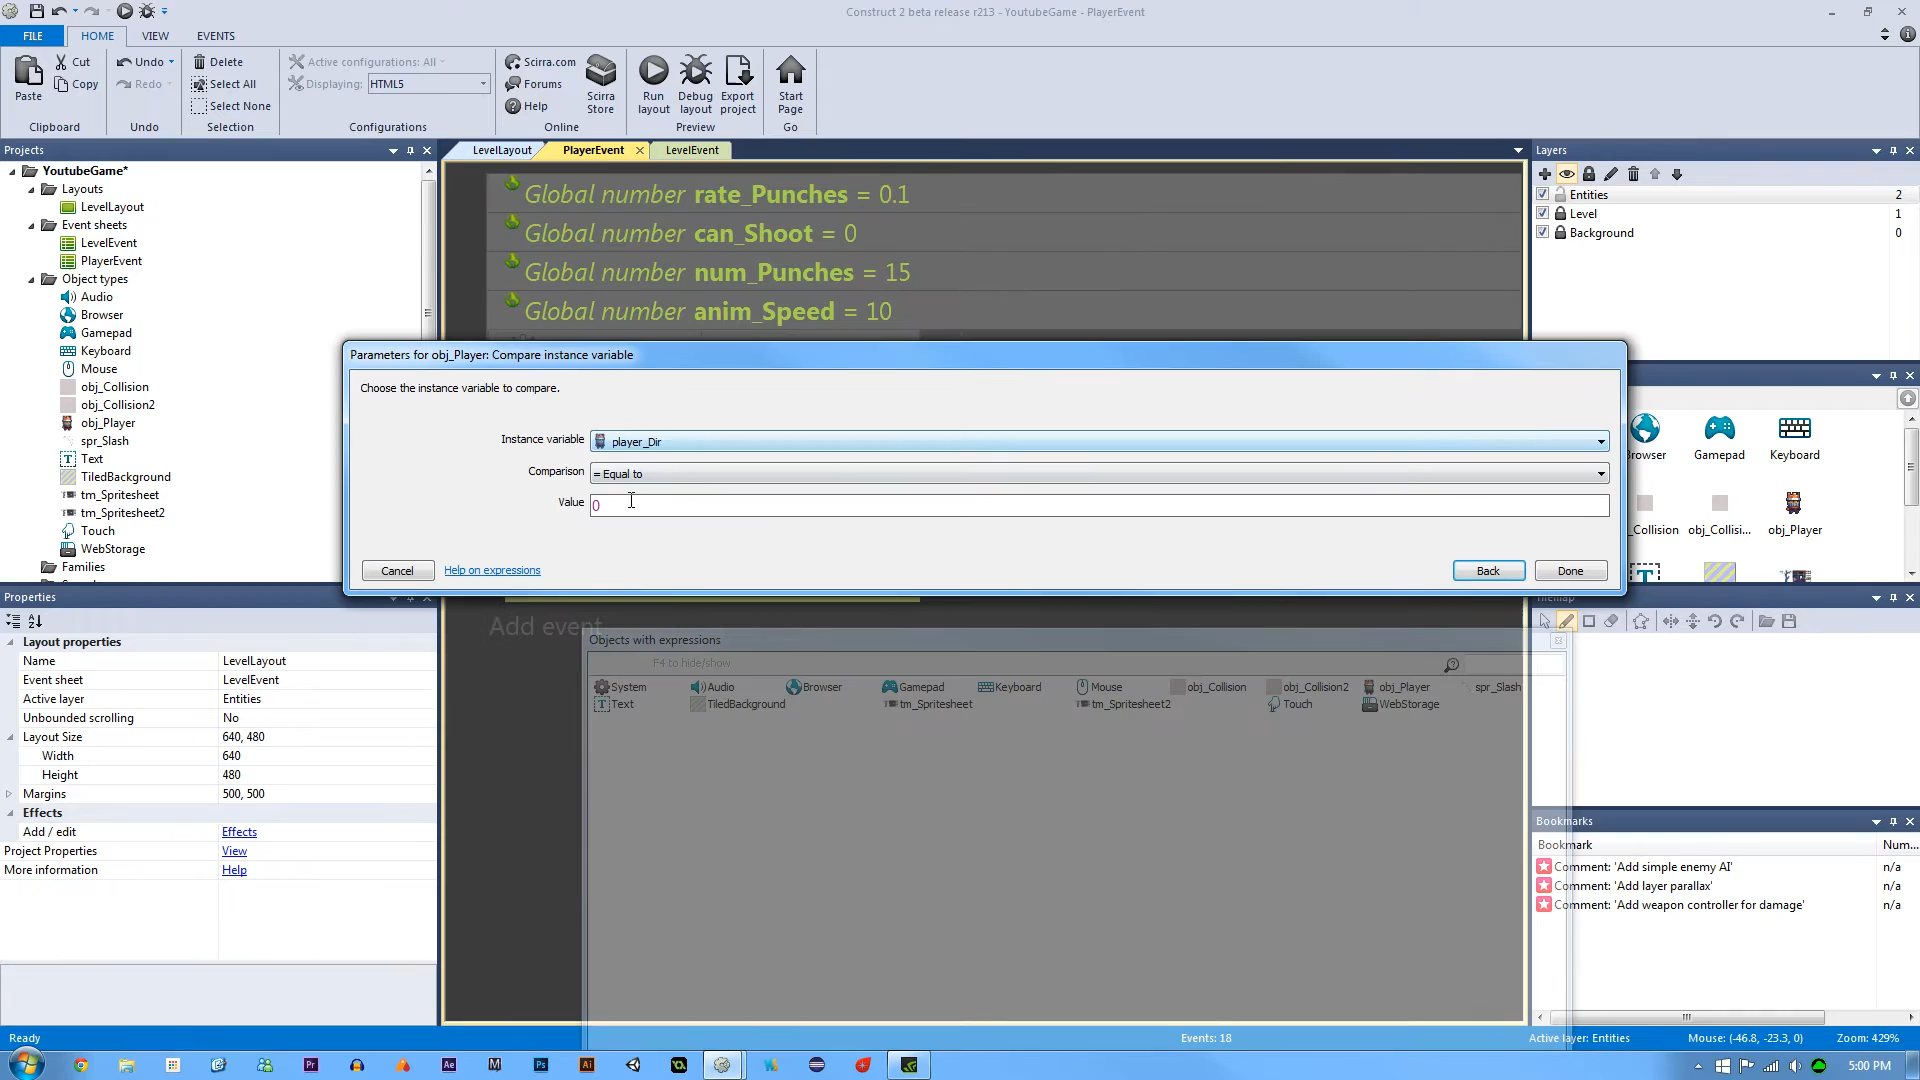 Construct 2 beta release r213 - YoutubeGame - PlayerEvent
FILE HOME VIEW EVENTS
Paste Cut Copy Clipboard
Undo Redo Undo
Delete Select All Select None Selection
Active configurations: All
Displaying: HTML5
Configurations
Scirra.com Forums Help Scirra Store Online
Run layout Debug layout Export project Preview
Start Page Go
Projects
YoutubeGame*
Layouts
LevelLayout
Event sheets
LevelEvent
PlayerEvent
Object types
Audio
Browser
Gamepad
Keyboard
Mouse
obj_Collision
obj_Collision2
obj_Player
spr_Slash
Text
TiledBackground
tm_Spritesheet
tm_Spritesheet2
Touch
WebStorage
Families
Properties
Layout properties
Name LevelLayout
Event sheet LevelEvent
Active layer Entities
Unbounded scrolling No
Layout Size 640, 480
Width 640
Height 480
Margins 500, 500
Effects
Add / edit Effects
Project Properties View
More information Help
LevelLayout PlayerEvent LevelEvent
Global number rate_Punches = 0.1
Global number can_Shoot = 0
Global number num_Punches = 15
Global number anim_Speed = 10
Parameters for obj_Player: Compare instance variable
Choose the instance variable to compare.
Instance variable player_Dir
Comparison = Equal to
Value 0
Cancel Help on expressions Back Done
Add event
Objects with expressions
F4 to hide/show
System Audio Browser Gamepad Keyboard Mouse obj_Collision obj_Collision2 obj_Player spr_Slash
Text TiledBackground tm_Spritesheet tm_Spritesheet2 Touch WebStorage
Layers
Entities 2
Level 1
Background 0
Browser Gamepad Keyboard
_Collision obj_Collisi... obj_Player
Bookmarks
Bookmark Num...
Comment: 'Add simple enemy AI' n/a
Comment: 'Add layer parallax' n/a
Comment: 'Add weapon controller for damage' n/a
Ready Events: 18 Active layer: Entities Mouse: (-46.8, -23.3, 0) Zoom: 429%
5:00 PM